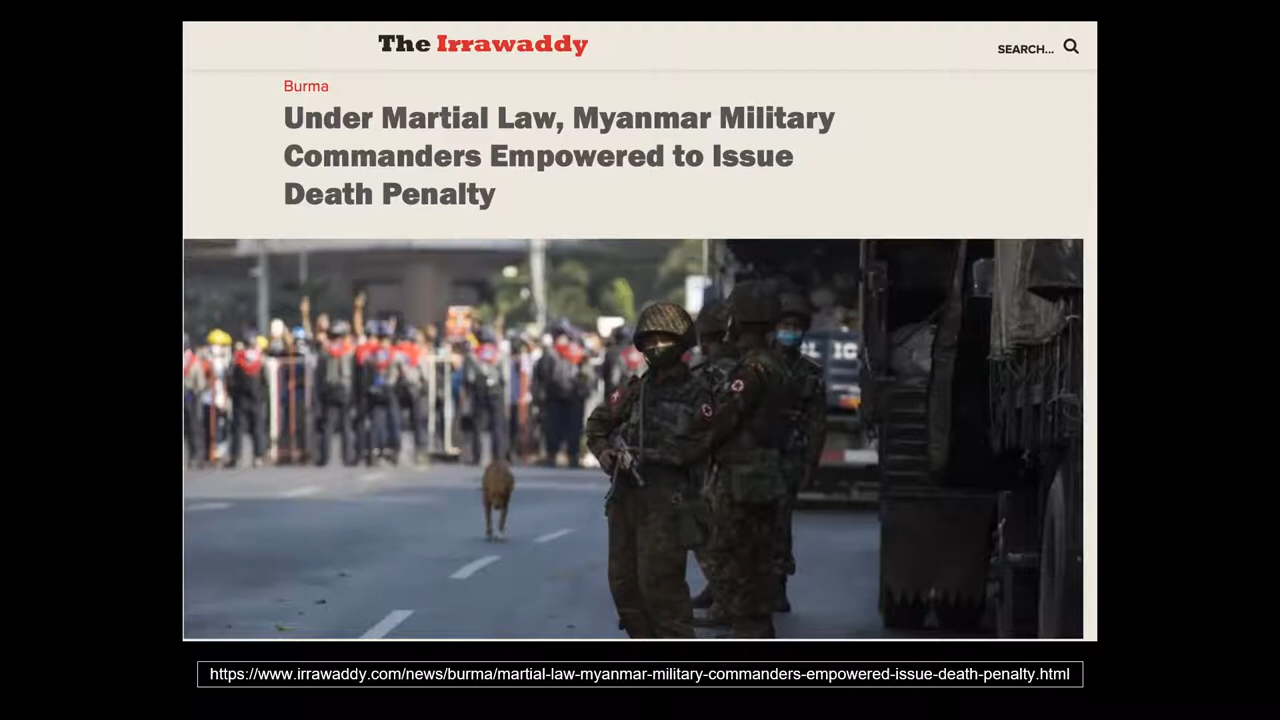 The Irrawaddy
SEARCH...
Burma
Under Martial Law, Myanmar Military
Commanders Empowered to Issue
Death Penalty
https://www.irrawaddy.com/news/burma/martial-law-myanmar-military-commanders-empowered-issue-death-penalty.html